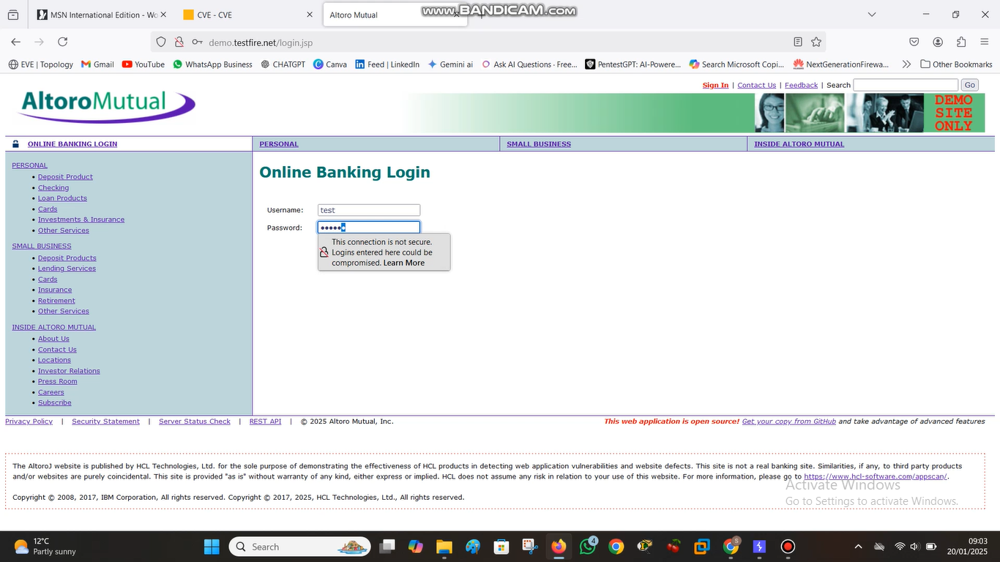 MSN International Edition - Wo
CVE - CVE
Altoro Mutual
www.BANDICAM.com
demo.testfire.net/login.jsp
EVE | Topology
Gmail
YouTube
WhatsApp Business
CHATGPT
Canva
Feed | LinkedIn
Gemini ai
Ask AI Questions · Free...
PentestGPT: AI-Powere...
Search Microsoft Copi...
NextGenerationFirewa...
Other Bookmarks
Sign In | Contact Us | Feedback | Search
Go
AltoroMutual
DEMO
SITE
ONLY
ONLINE BANKING LOGIN
PERSONAL
SMALL BUSINESS
INSIDE ALTORO MUTUAL
PERSONAL
Deposit Product
Checking
Loan Products
Cards
Investments & Insurance
Other Services
SMALL BUSINESS
Deposit Products
Lending Services
Cards
Insurance
Retirement
Other Services
INSIDE ALTORO MUTUAL
About Us
Contact Us
Locations
Investor Relations
Press Room
Careers
Subscribe
Online Banking Login
Username:
test
Password:
This connection is not secure.
Logins entered here could be
compromised. Learn More
Privacy Policy | Security Statement | Server Status Check | REST API | © 2025 Altoro Mutual, Inc.
This web application is open source! Get your copy from GitHub and take advantage of advanced features
The AltoroJ website is published by HCL Technologies, Ltd. for the sole purpose of demonstrating the effectiveness of HCL products in detecting web application vulnerabilities and website defects. This site is not a real banking site. Similarities, if any, to third party products
and/or websites are purely coincidental. This site is provided "as is" without warranty of any kind, either express or implied. HCL does not assume any risk in relation to your use of this website. For more information, please go to https://www.hcl-software.com/appscan/.
Copyright © 2008, 2017, IBM Corporation, All rights reserved. Copyright © 2017, 2025, HCL Technologies, Ltd., All rights reserved.
Activate Windows
Go to Settings to activate Windows.
12°C
Partly sunny
Search
4
S
09:03
20/01/2025